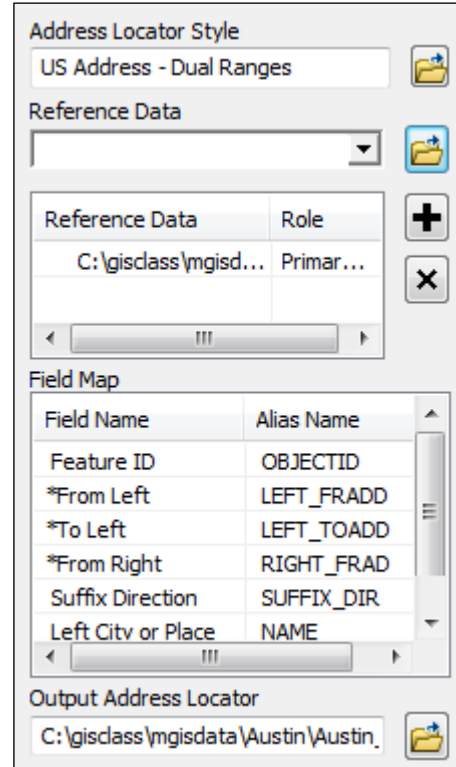 Address Locator Style
US Address - Dual Ranges
Reference Data
Reference Data Role
C:\gisclass\mgisd... Primar...
Field Map
Field Name Alias Name
Feature ID OBJECTID
*From Left LEFT_FRADD
*To Left LEFT_TOADD
*From Right RIGHT_FRAD
Suffix Direction SUFFIX_DIR
Left City or Place NAME
Output Address Locator
C:\gisclass\mgisdata\Austin\Austin_